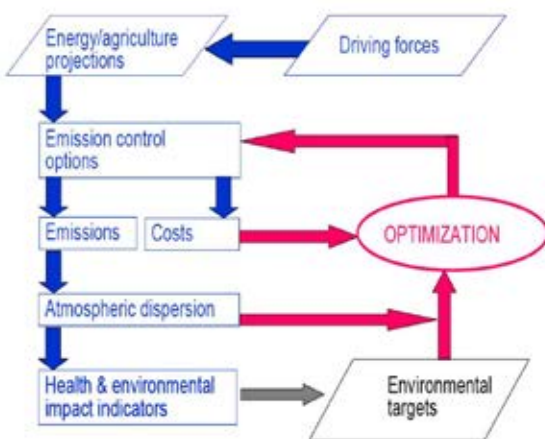 Energy/agriculture
projections
Driving forces
Emission control
options
Emissions
Costs
OPTIMIZATION
Atmospheric dispersion
Health & environmental
impact indicators
Environmental
targets